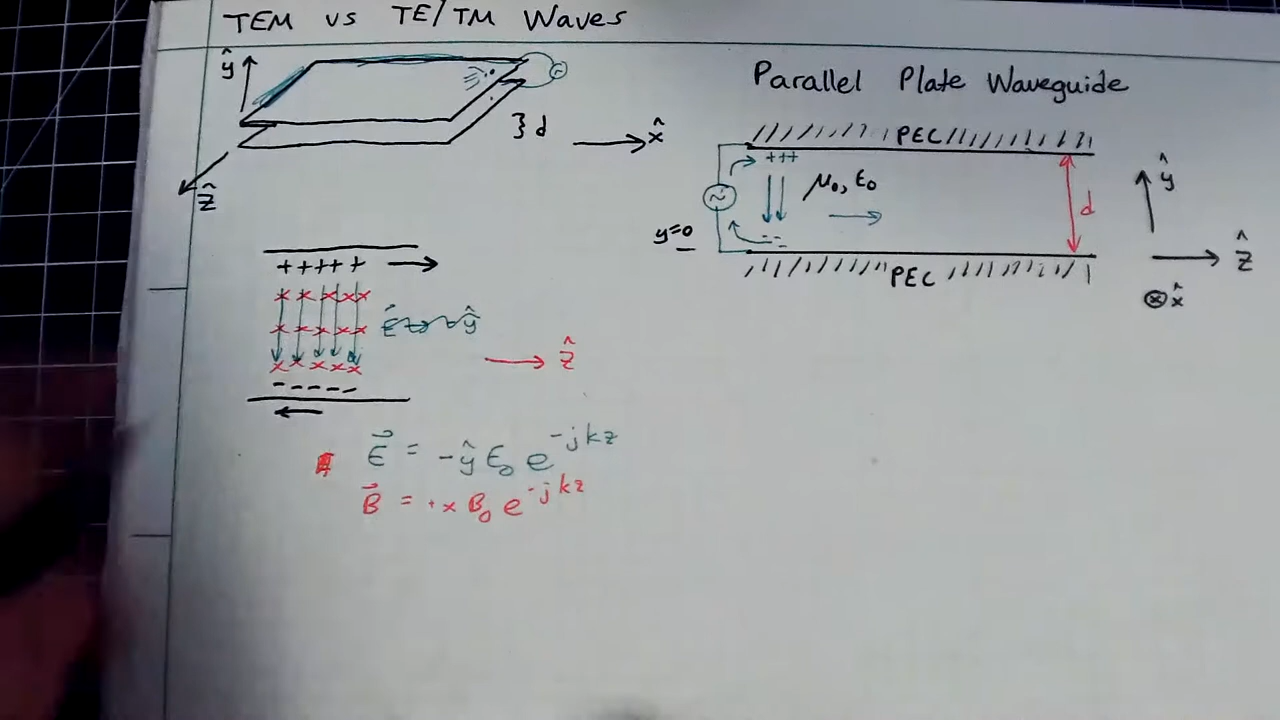 TEM vs TE/TM Waves
ŷ
} d
x̂
ẑ
Parallel Plate Waveguide
PEC
+++
μ₀, ε₀
d
y=0
--
PEC
ŷ
ẑ
⊗ x̂
+++++
× × × × ×
× × × × ×
ŷ
× × × × ×
ẑ
-----
E⃗ = -ŷ E₀ e^-jkz
B⃗ = +x B₀ e^-jkz